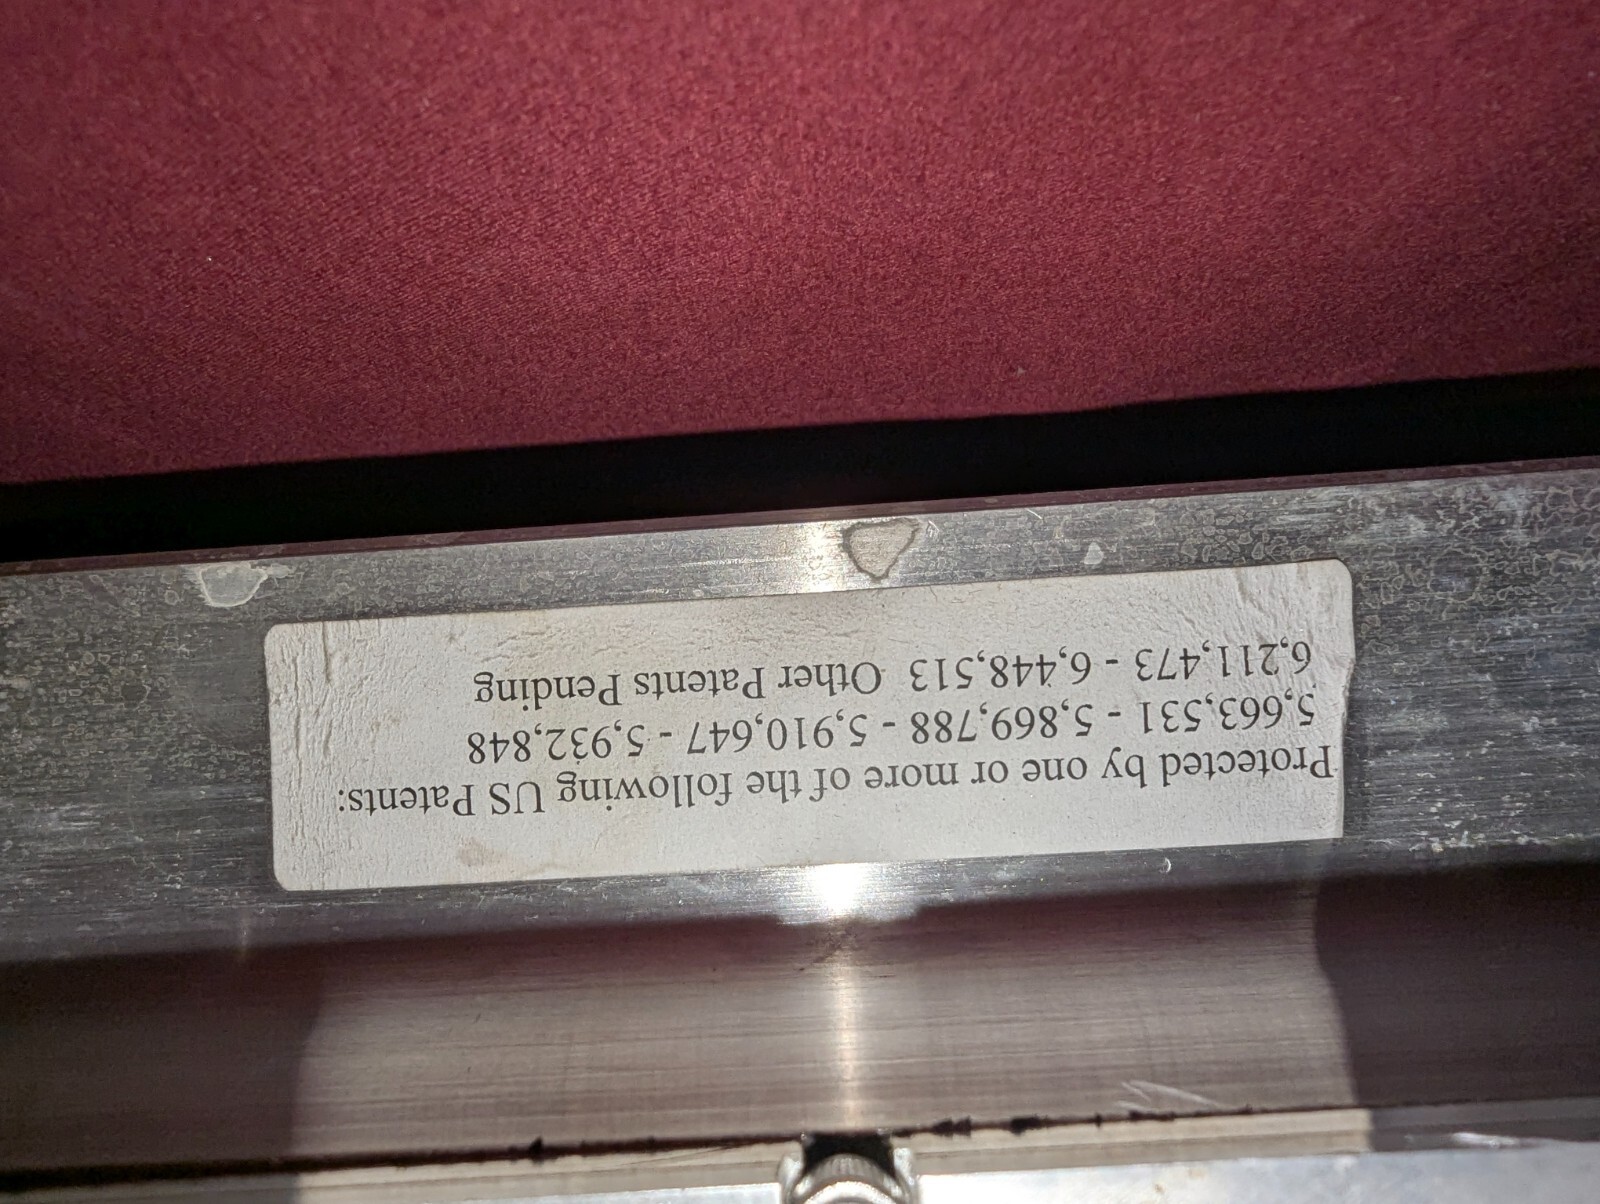 Protected by one or more of the following US Patents:
5,663,531 - 5,869,788 - 5,910,647 - 5,932,848
6,211,473 - 6,448,513 Other Patents Pending